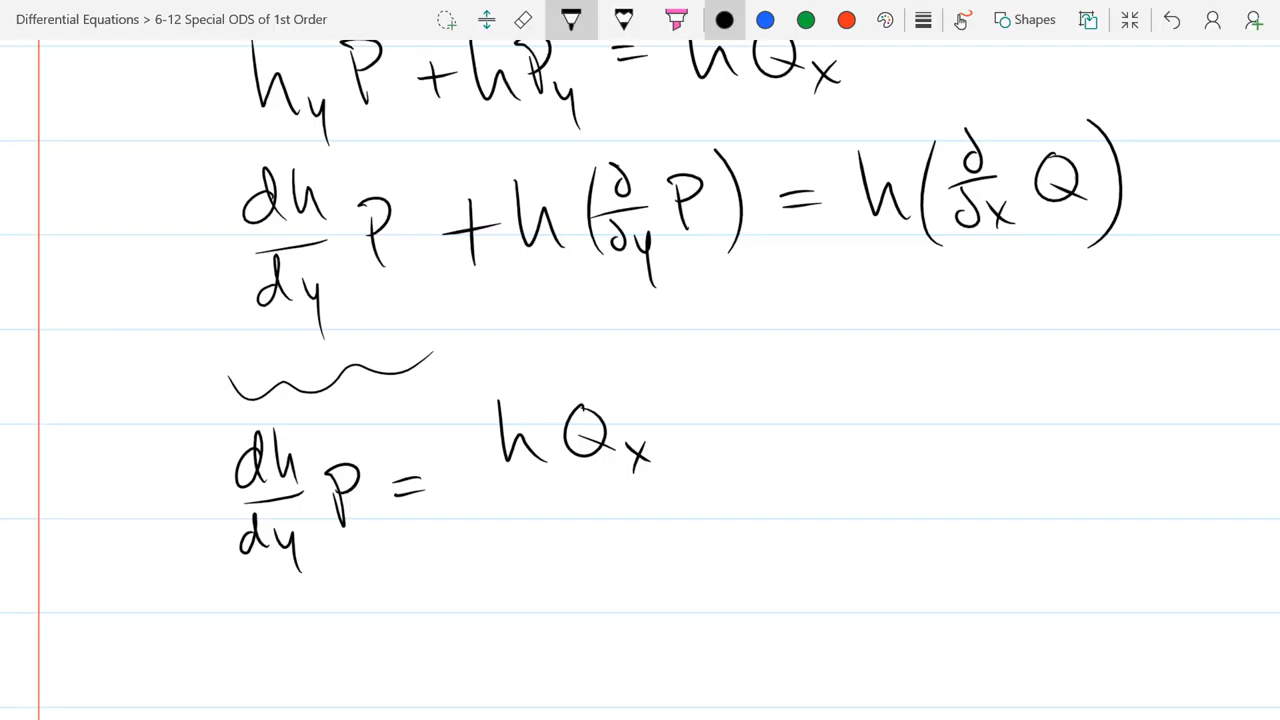 Differential Equations > 6-12 Special ODS of 1st Order
Shapes
h_y P + h P_y = h Q_x
dh/dy P + h (∂/∂y P) = h (∂/∂x Q)
dh/dy P = h Q_x